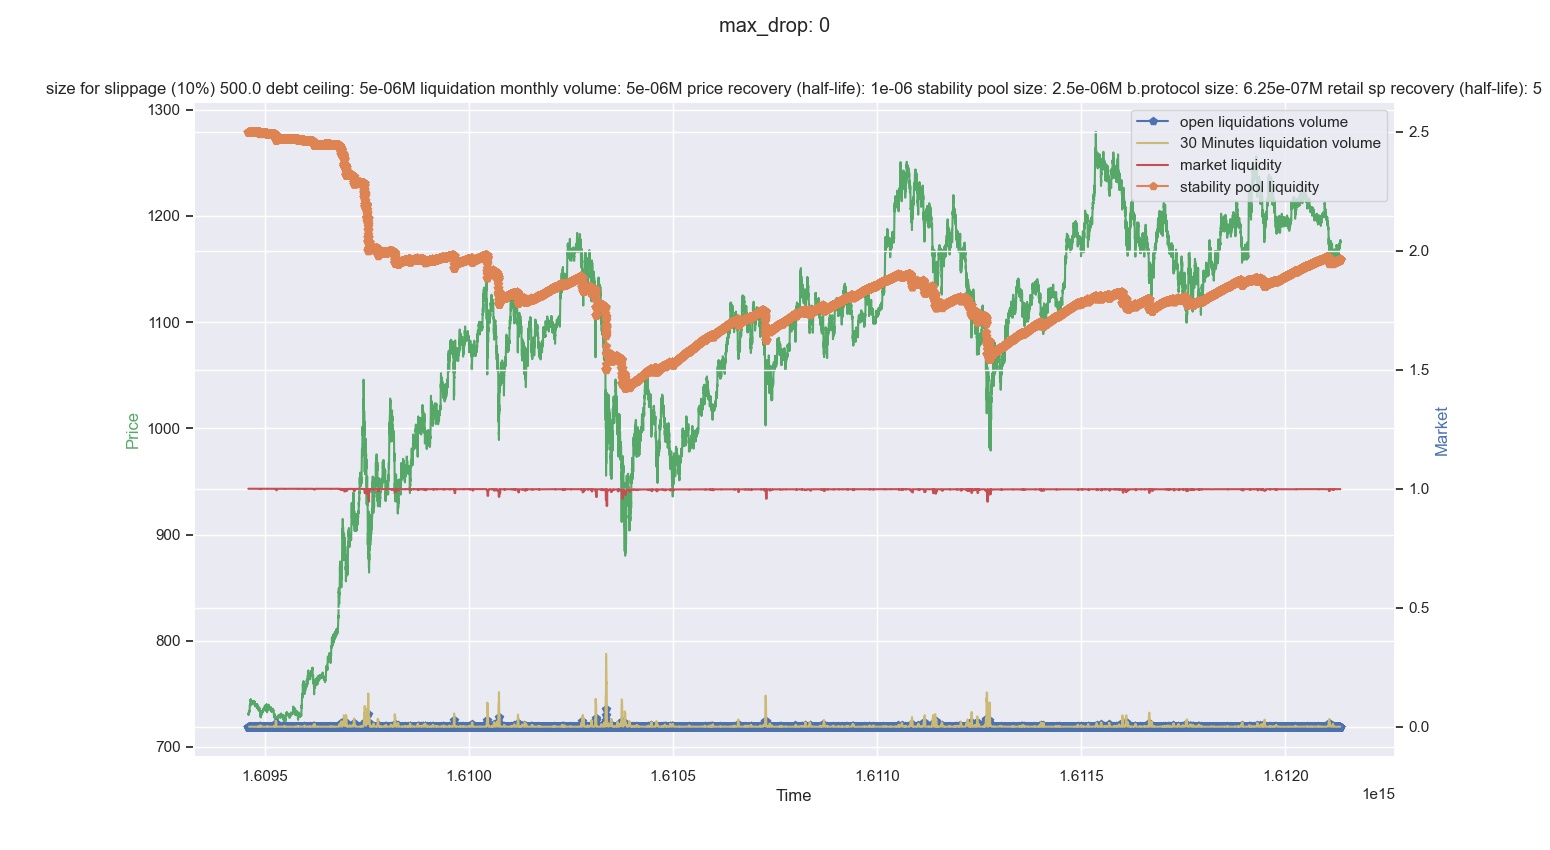 max_drop: 0
size for slippage (10%) 500.0 debt ceiling: 5e-06M liquidation monthly volume: 5e-06M price recovery (half-life): 1e-06 stability pool size: 2.5e-06M b.protocol size: 6.25e-07M retail sp recovery (half-life): 5
1300
1200
1100
1000
900
800
700
Price
open liquidations volume
30 Minutes liquidation volume
market liquidity
stability pool liquidity
2.5
2.0
1.5
1.0
0.5
0.0
Market
1.6095
1.6100
1.6105
1.6110
1.6115
1.6120
Time
1e15